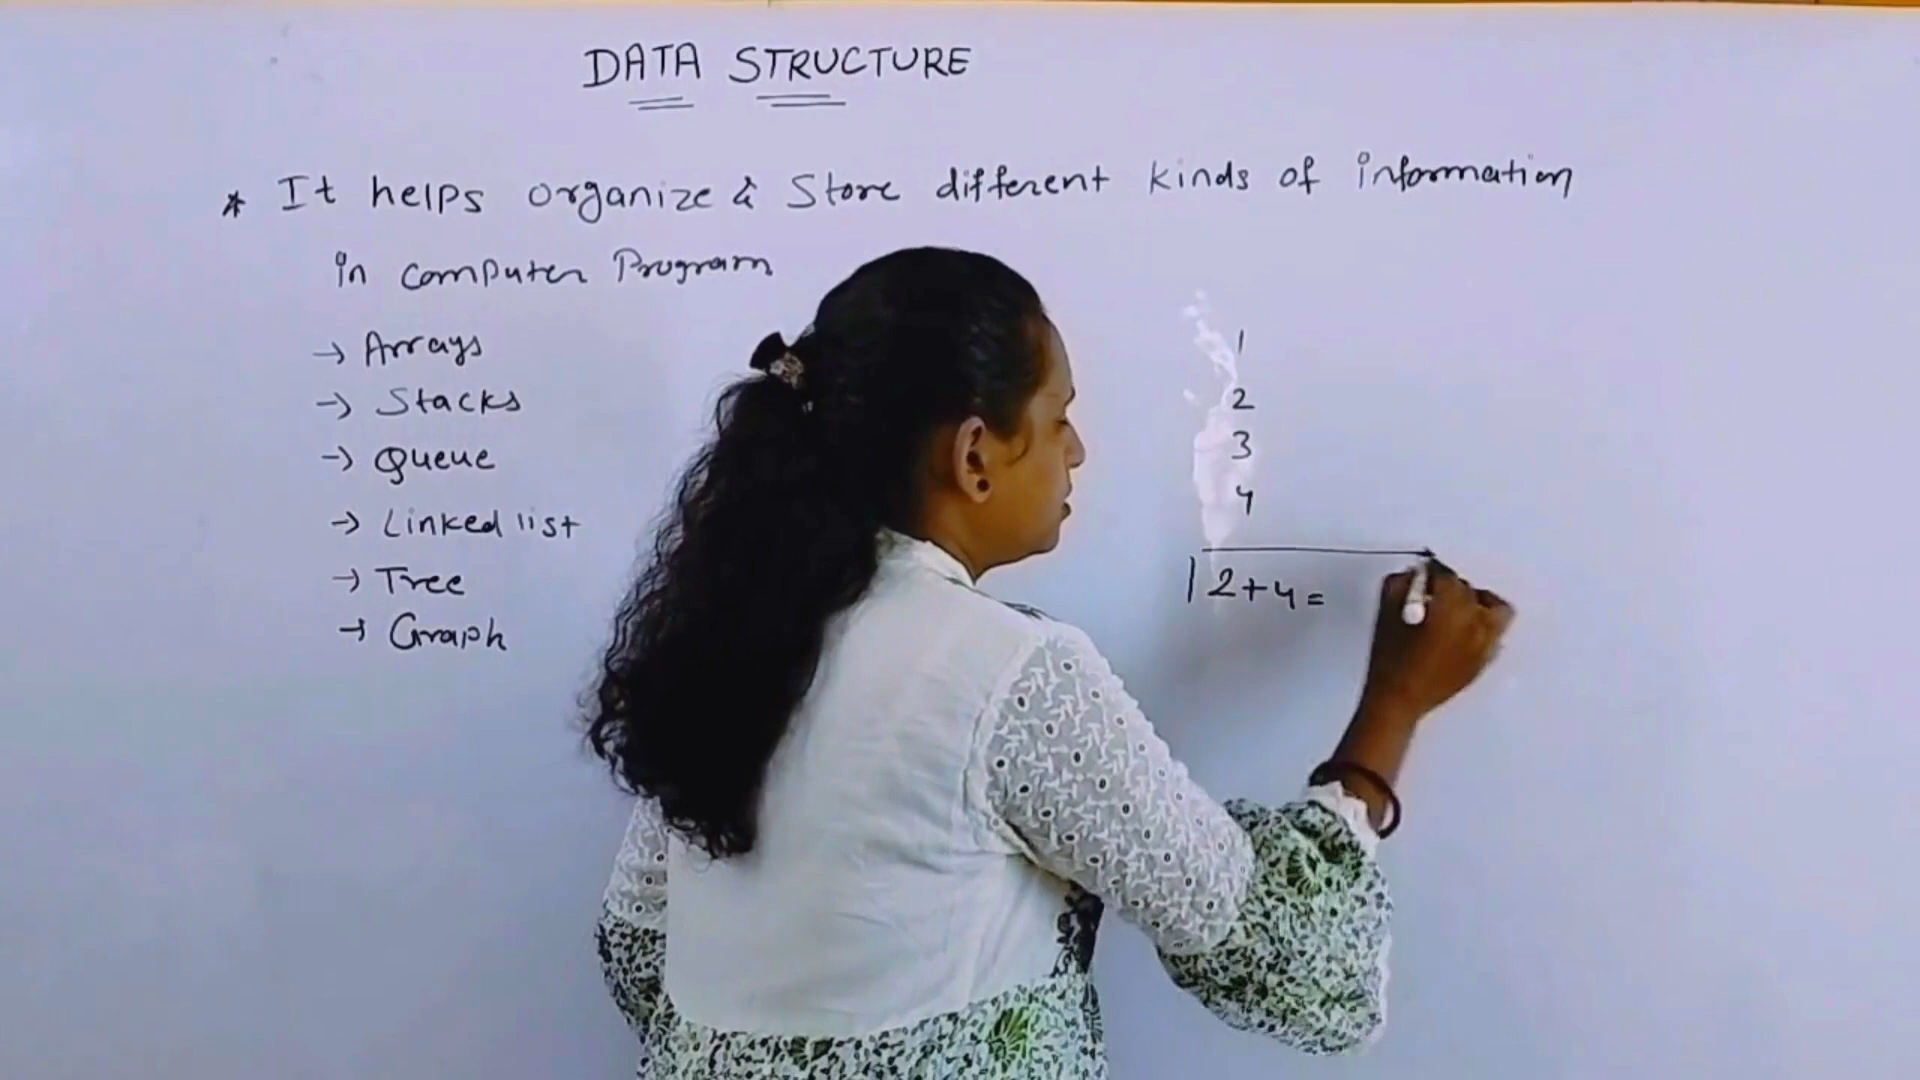 DATA STRUCTURE
* It helps organize & Store different kinds of information
in computer Program
→ Arrays
→ Stacks
→ Queue
→ Linked list
→ Tree
→ Graph
1
2
3
4
2+4=